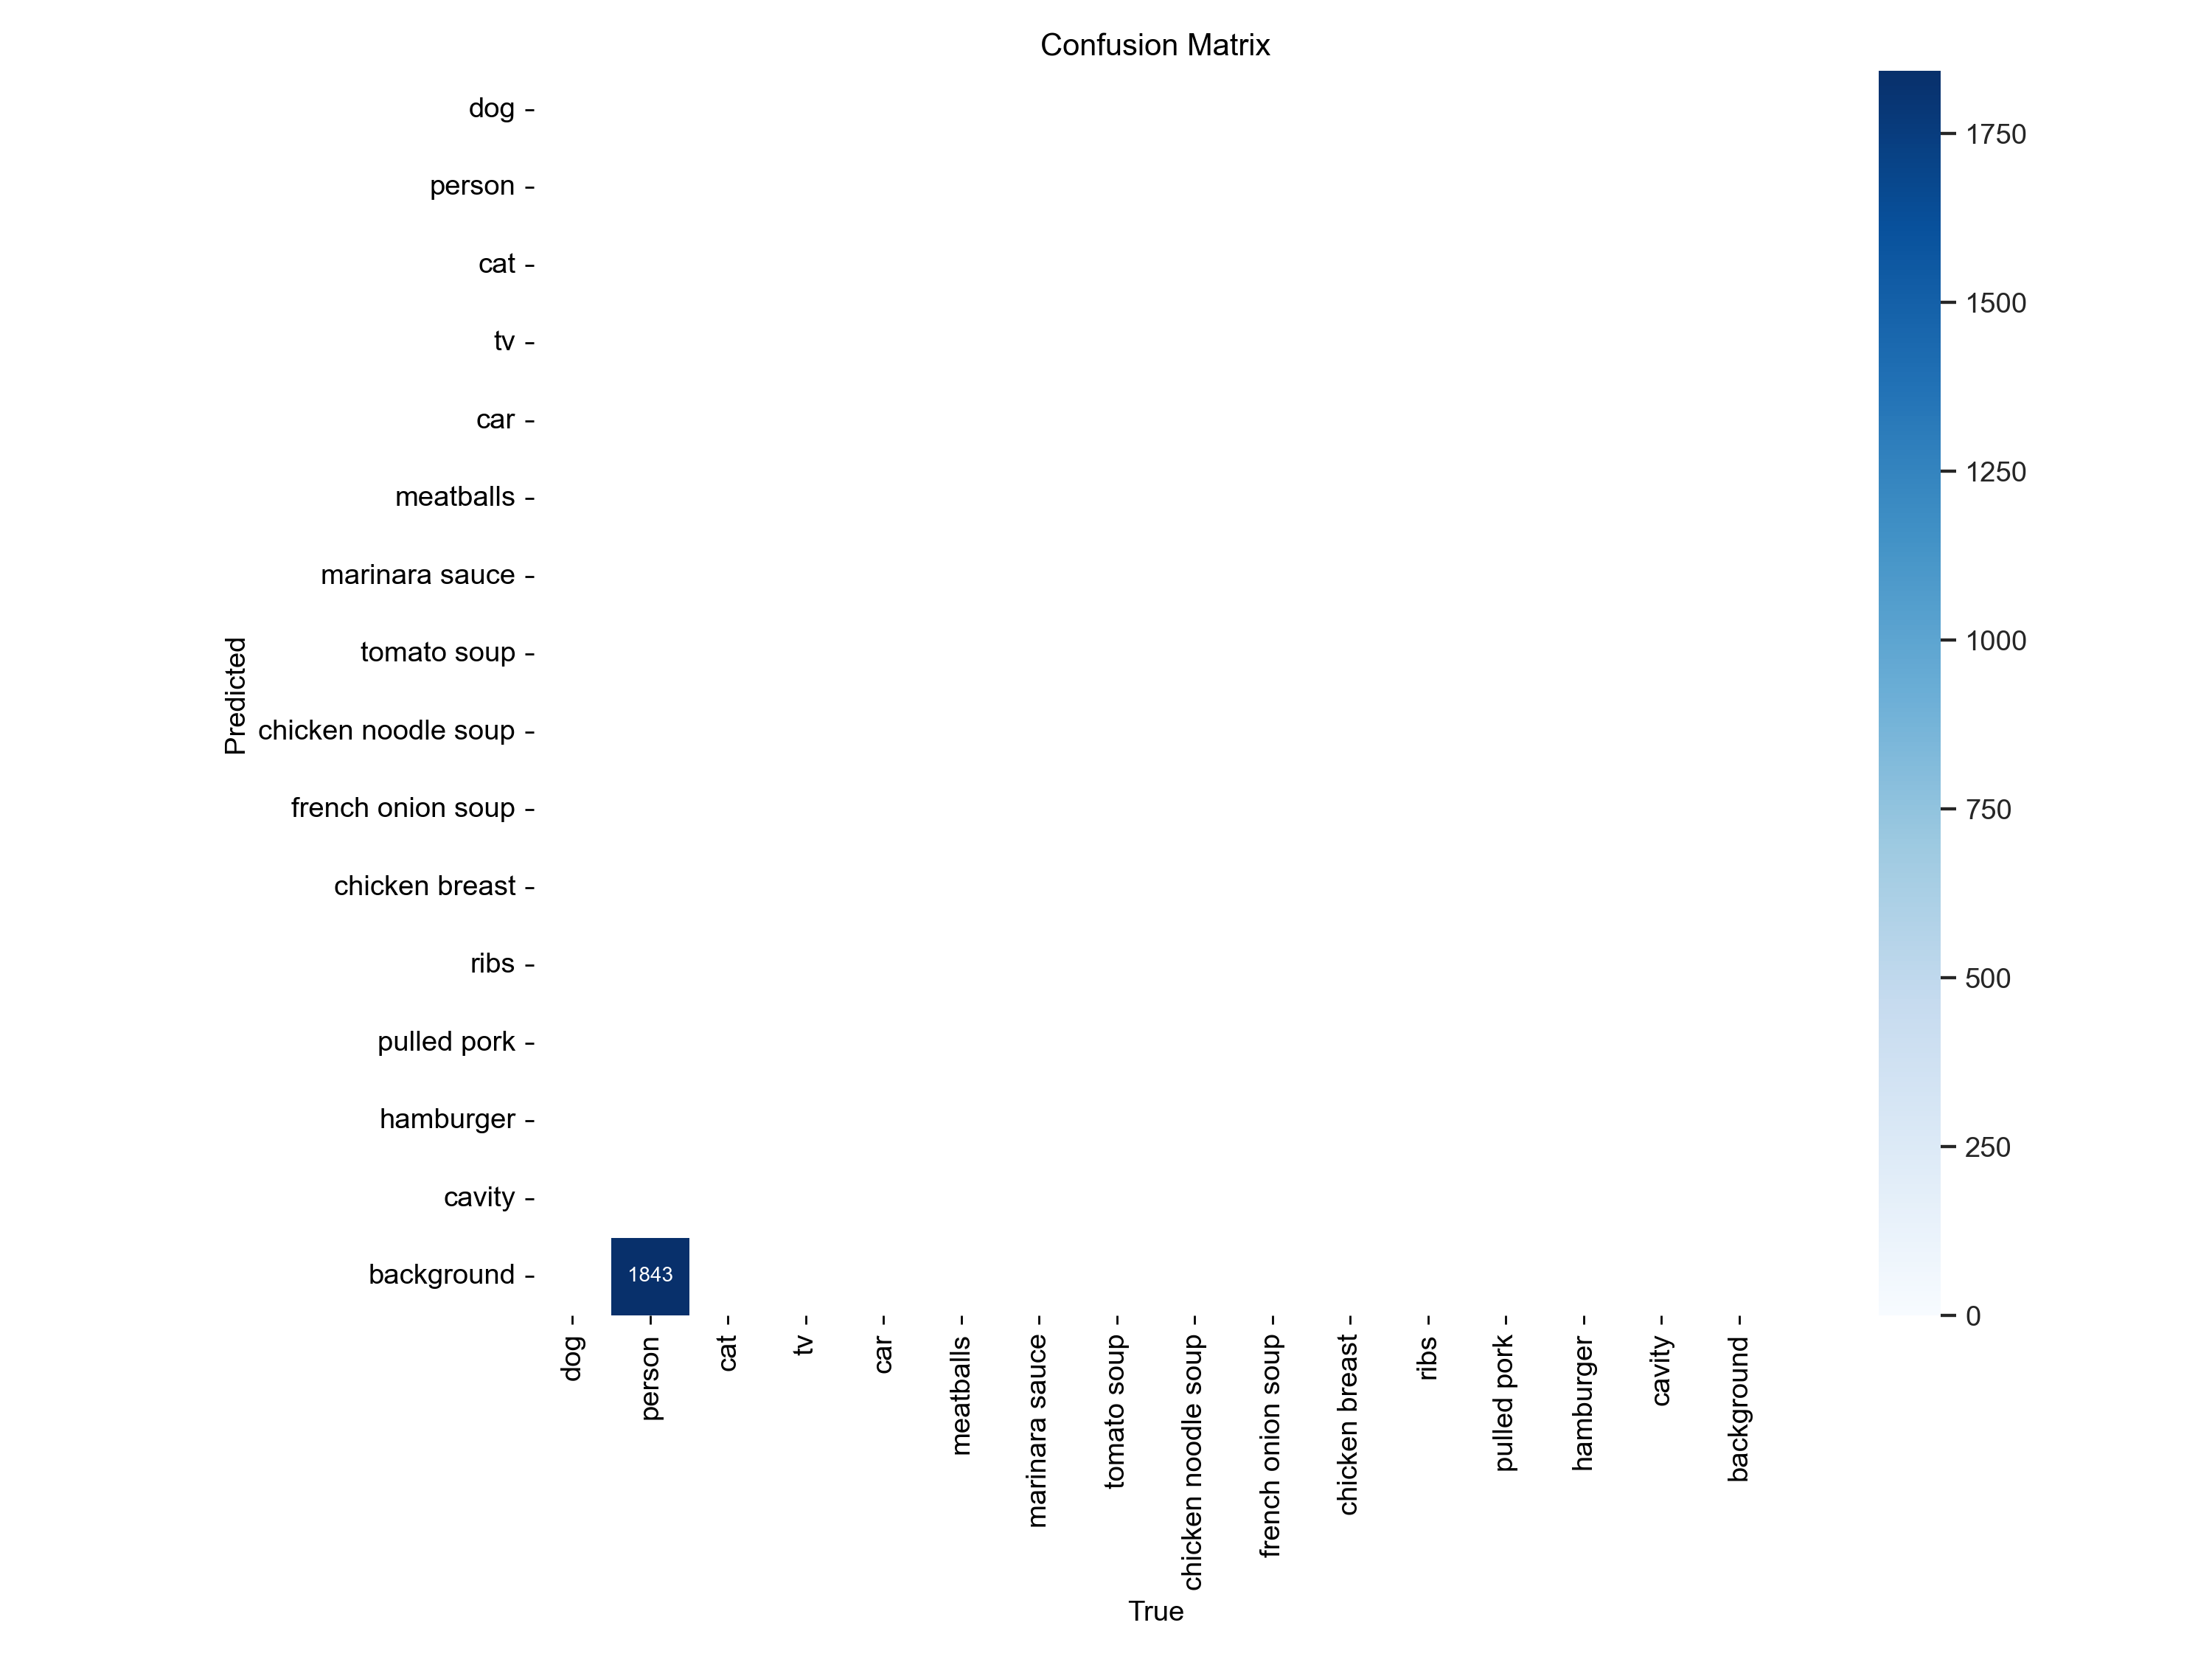 Confusion Matrix
dog
person
cat
tv
car
meatballs
marinara sauce
tomato soup
chicken noodle soup
french onion soup
chicken breast
ribs
pulled pork
hamburger
cavity
background
Predicted
1843
dog
person
cat
tv
car
meatballs
marinara sauce
tomato soup
chicken noodle soup
french onion soup
chicken breast
ribs
pulled pork
hamburger
cavity
background
True
1750
1500
1250
1000
750
500
250
0